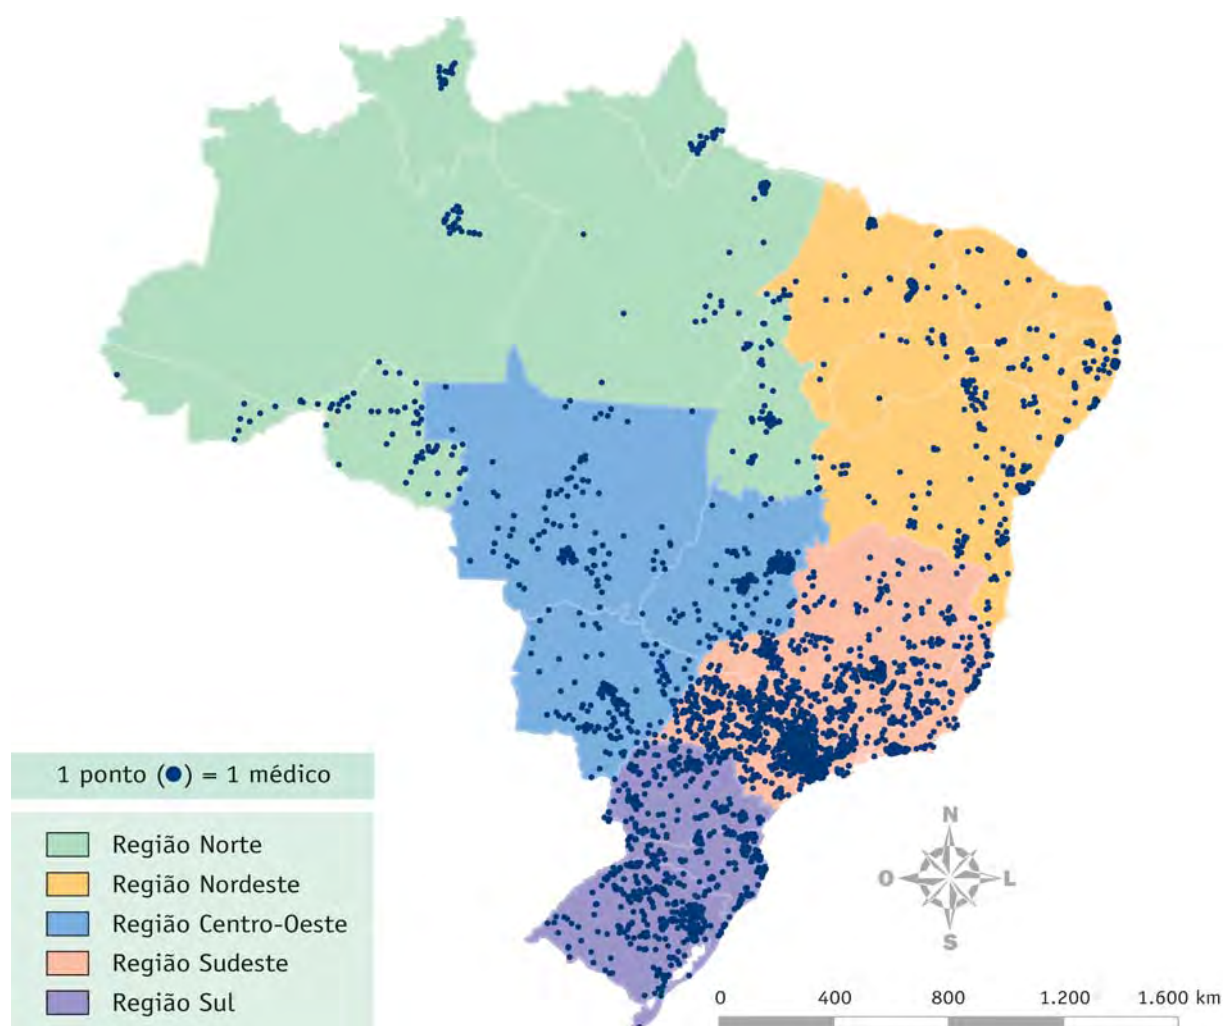 N
O
L
S
1 ponto (●) = 1 médico
Região Norte
Região Nordeste
Região Centro-Oeste
Região Sudeste
Região Sul
0 400 800 1.200 1.600 km